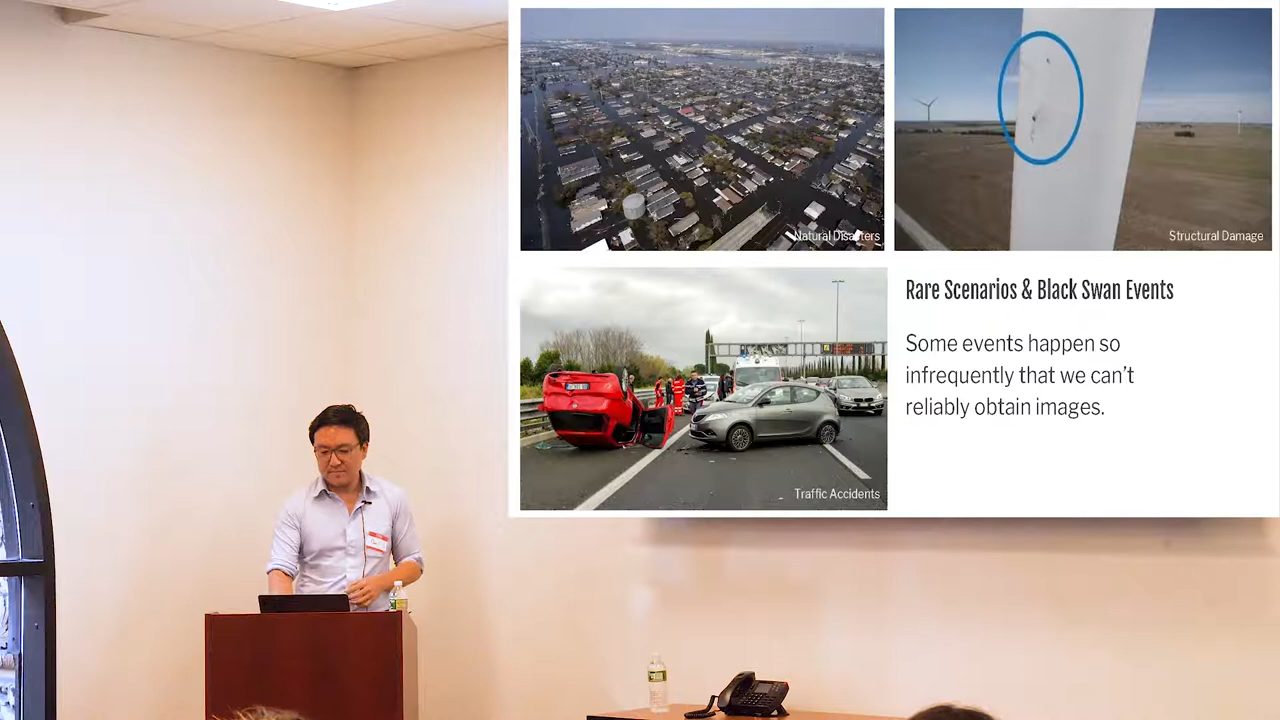 Natural Disasters
Structural Damage
Rare Scenarios & Black Swan Events
Some events happen so
infrequently that we can't
reliably obtain images.
Traffic Accidents